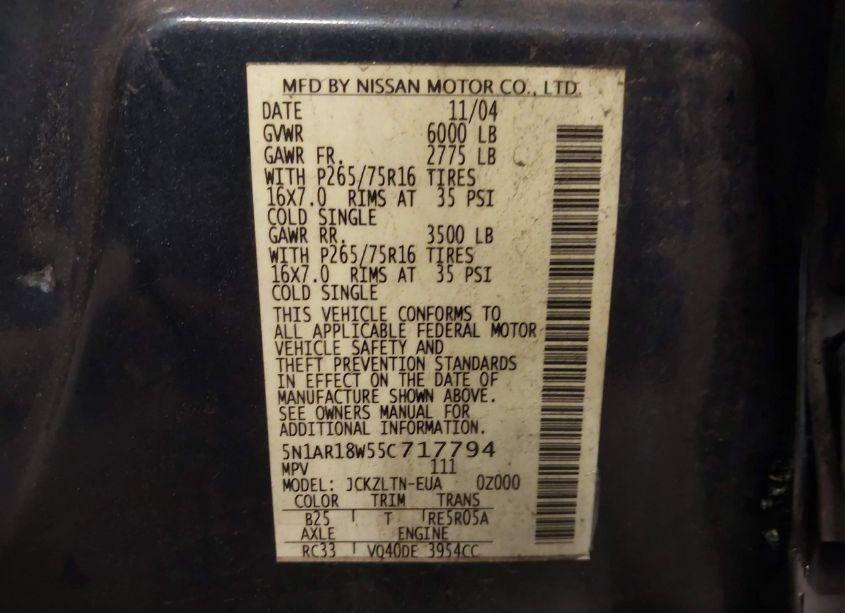 MFD BY NISSAN MOTOR CO., LTD.
DATE 11/04
GVWR 6000 LB
GAWR FR. 2775 LB
WITH P265/75R16 TIRES
16X7.0 RIMS AT 35 PSI
COLD SINGLE
GAWR RR. 3500 LB
WITH P265/75R16 TIRES
16X7.0 RIMS AT 35 PSI
COLD SINGLE
THIS VEHICLE CONFORMS TO
ALL APPLICABLE FEDERAL MOTOR
VEHICLE SAFETY AND
THEFT PREVENTION STANDARDS
IN EFFECT ON THE DATE OF
MANUFACTURE SHOWN ABOVE.
SEE OWNERS MANUAL FOR
ADDITIONAL INFORMATION.
5N1AR18W55C717794
MPV 111
MODEL: JCKZLTN-EUA 0Z000
COLOR TRIM TRANS
B25 T RE5R05A
AXLE ENGINE
RC33 VQ40DE 3954CC